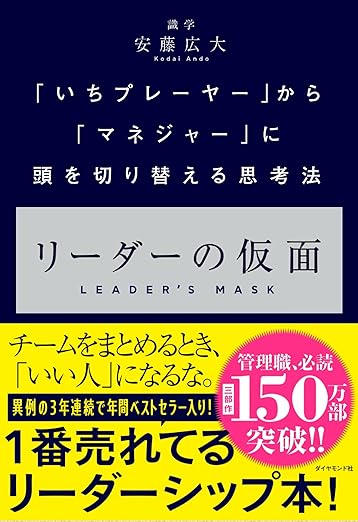 識学
安藤広大
Kodai Ando
「いちプレーヤー」から
「マネジャー」に
頭を切り替える思考法
リーダーの仮面
LEADER'S MASK
チームをまとめるとき、
「いい人」になるな。
異例の3年連続で年間ベストセラー入り!
1番売れてる
リーダーシップ本!
管理職、必読
三部作
150万部
突破!!
ダイヤモンド社